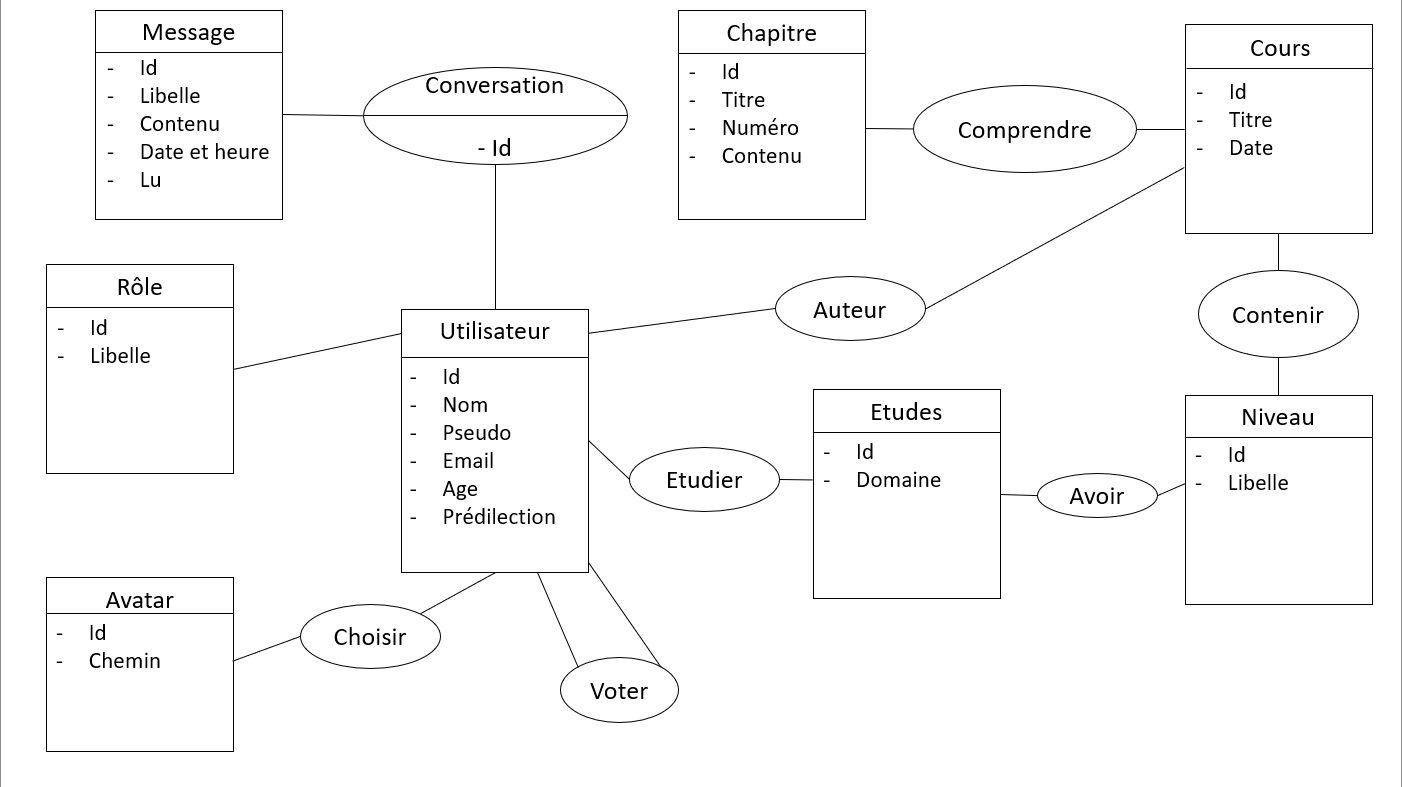 Message
- Id
- Libelle
- Contenu
- Date et heure
- Lu
Conversation
- Id
Chapitre
- Id
- Titre
- Numéro
- Contenu
Comprendre
Cours
- Id
- Titre
- Date
Rôle
- Id
- Libelle
Utilisateur
- Id
- Nom
- Pseudo
- Email
- Age
- Prédilection
Auteur
Contenir
Etudier
Etudes
- Id
- Domaine
Avoir
Niveau
- Id
- Libelle
Avatar
- Id
- Chemin
Choisir
Voter